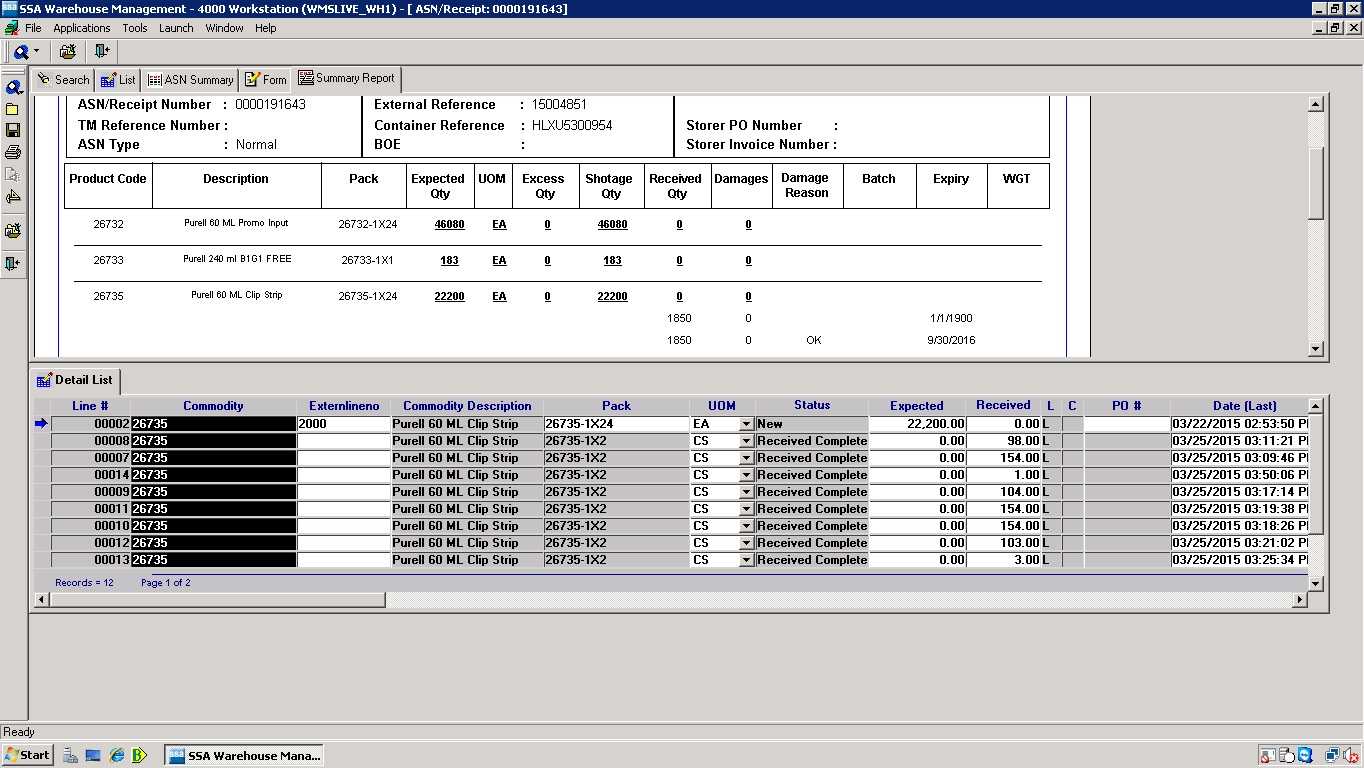 SSA Warehouse Management - 4000 Workstation (WMSLIVE_WH1) - [ ASN/Receipt: 0000191643]
File Applications Tools Launch Window Help
Search List ASN Summary Form Summary Report
ASN/Receipt Number : 0000191643 External Reference : 15004851
TM Reference Number : Container Reference : HLXU5300954 Storer PO Number :
ASN Type : Normal BOE : Storer Invoice Number :
Product Code Description Pack Expected Qty UOM Excess Qty Shotage Qty Received Qty Damages Damage Reason Batch Expiry WGT
26732 Purell 60 ML Promo Input 26732-1X24 46080 EA 0 46080 0 0
26733 Purell 240 ml B1G1 FREE 26733-1X1 183 EA 0 183 0 0
26735 Purell 60 ML Clip Strip 26735-1X24 22200 EA 0 22200 0 0
1850 0 1/1/1900
1850 0 OK 9/30/2016
Detail List
Line # Commodity Externlineno Commodity Description Pack UOM Status Expected Received L C PO # Date (Last)
00002 26735 2000 Purell 60 ML Clip Strip 26735-1X24 EA New 22,200.00 0.00 L 03/22/2015 02:53:50 P
00008 26735 Purell 60 ML Clip Strip 26735-1X2 CS Received Complete 0.00 98.00 L 03/25/2015 03:11:21 P
00007 26735 Purell 60 ML Clip Strip 26735-1X2 CS Received Complete 0.00 154.00 L 03/25/2015 03:09:46 P
00014 26735 Purell 60 ML Clip Strip 26735-1X2 CS Received Complete 0.00 1.00 L 03/25/2015 03:50:06 P
00009 26735 Purell 60 ML Clip Strip 26735-1X2 CS Received Complete 0.00 104.00 L 03/25/2015 03:17:14 P
00011 26735 Purell 60 ML Clip Strip 26735-1X2 CS Received Complete 0.00 154.00 L 03/25/2015 03:19:38 P
00010 26735 Purell 60 ML Clip Strip 26735-1X2 CS Received Complete 0.00 154.00 L 03/25/2015 03:18:26 P
00012 26735 Purell 60 ML Clip Strip 26735-1X2 CS Received Complete 0.00 103.00 L 03/25/2015 03:21:02 P
00013 26735 Purell 60 ML Clip Strip 26735-1X2 CS Received Complete 0.00 3.00 L 03/25/2015 03:25:34 P
Records = 12 Page 1 of 2
Ready
Start SSA Warehouse Mana...